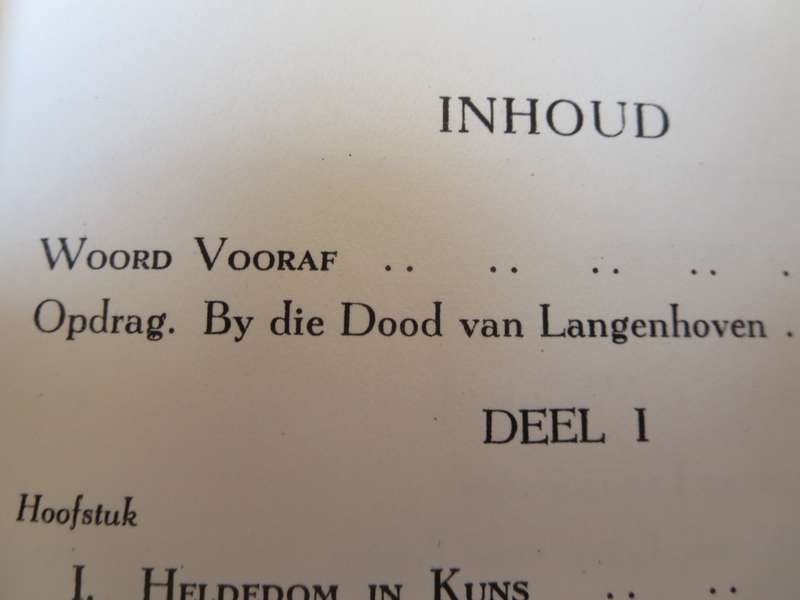 INHOUD
WOORD VOORAF .. .. .. .. .
Opdrag. By die Dood van Langenhoven .
DEEL I
Hoofstuk
I. HELDEDOM IN KUNS .. ..